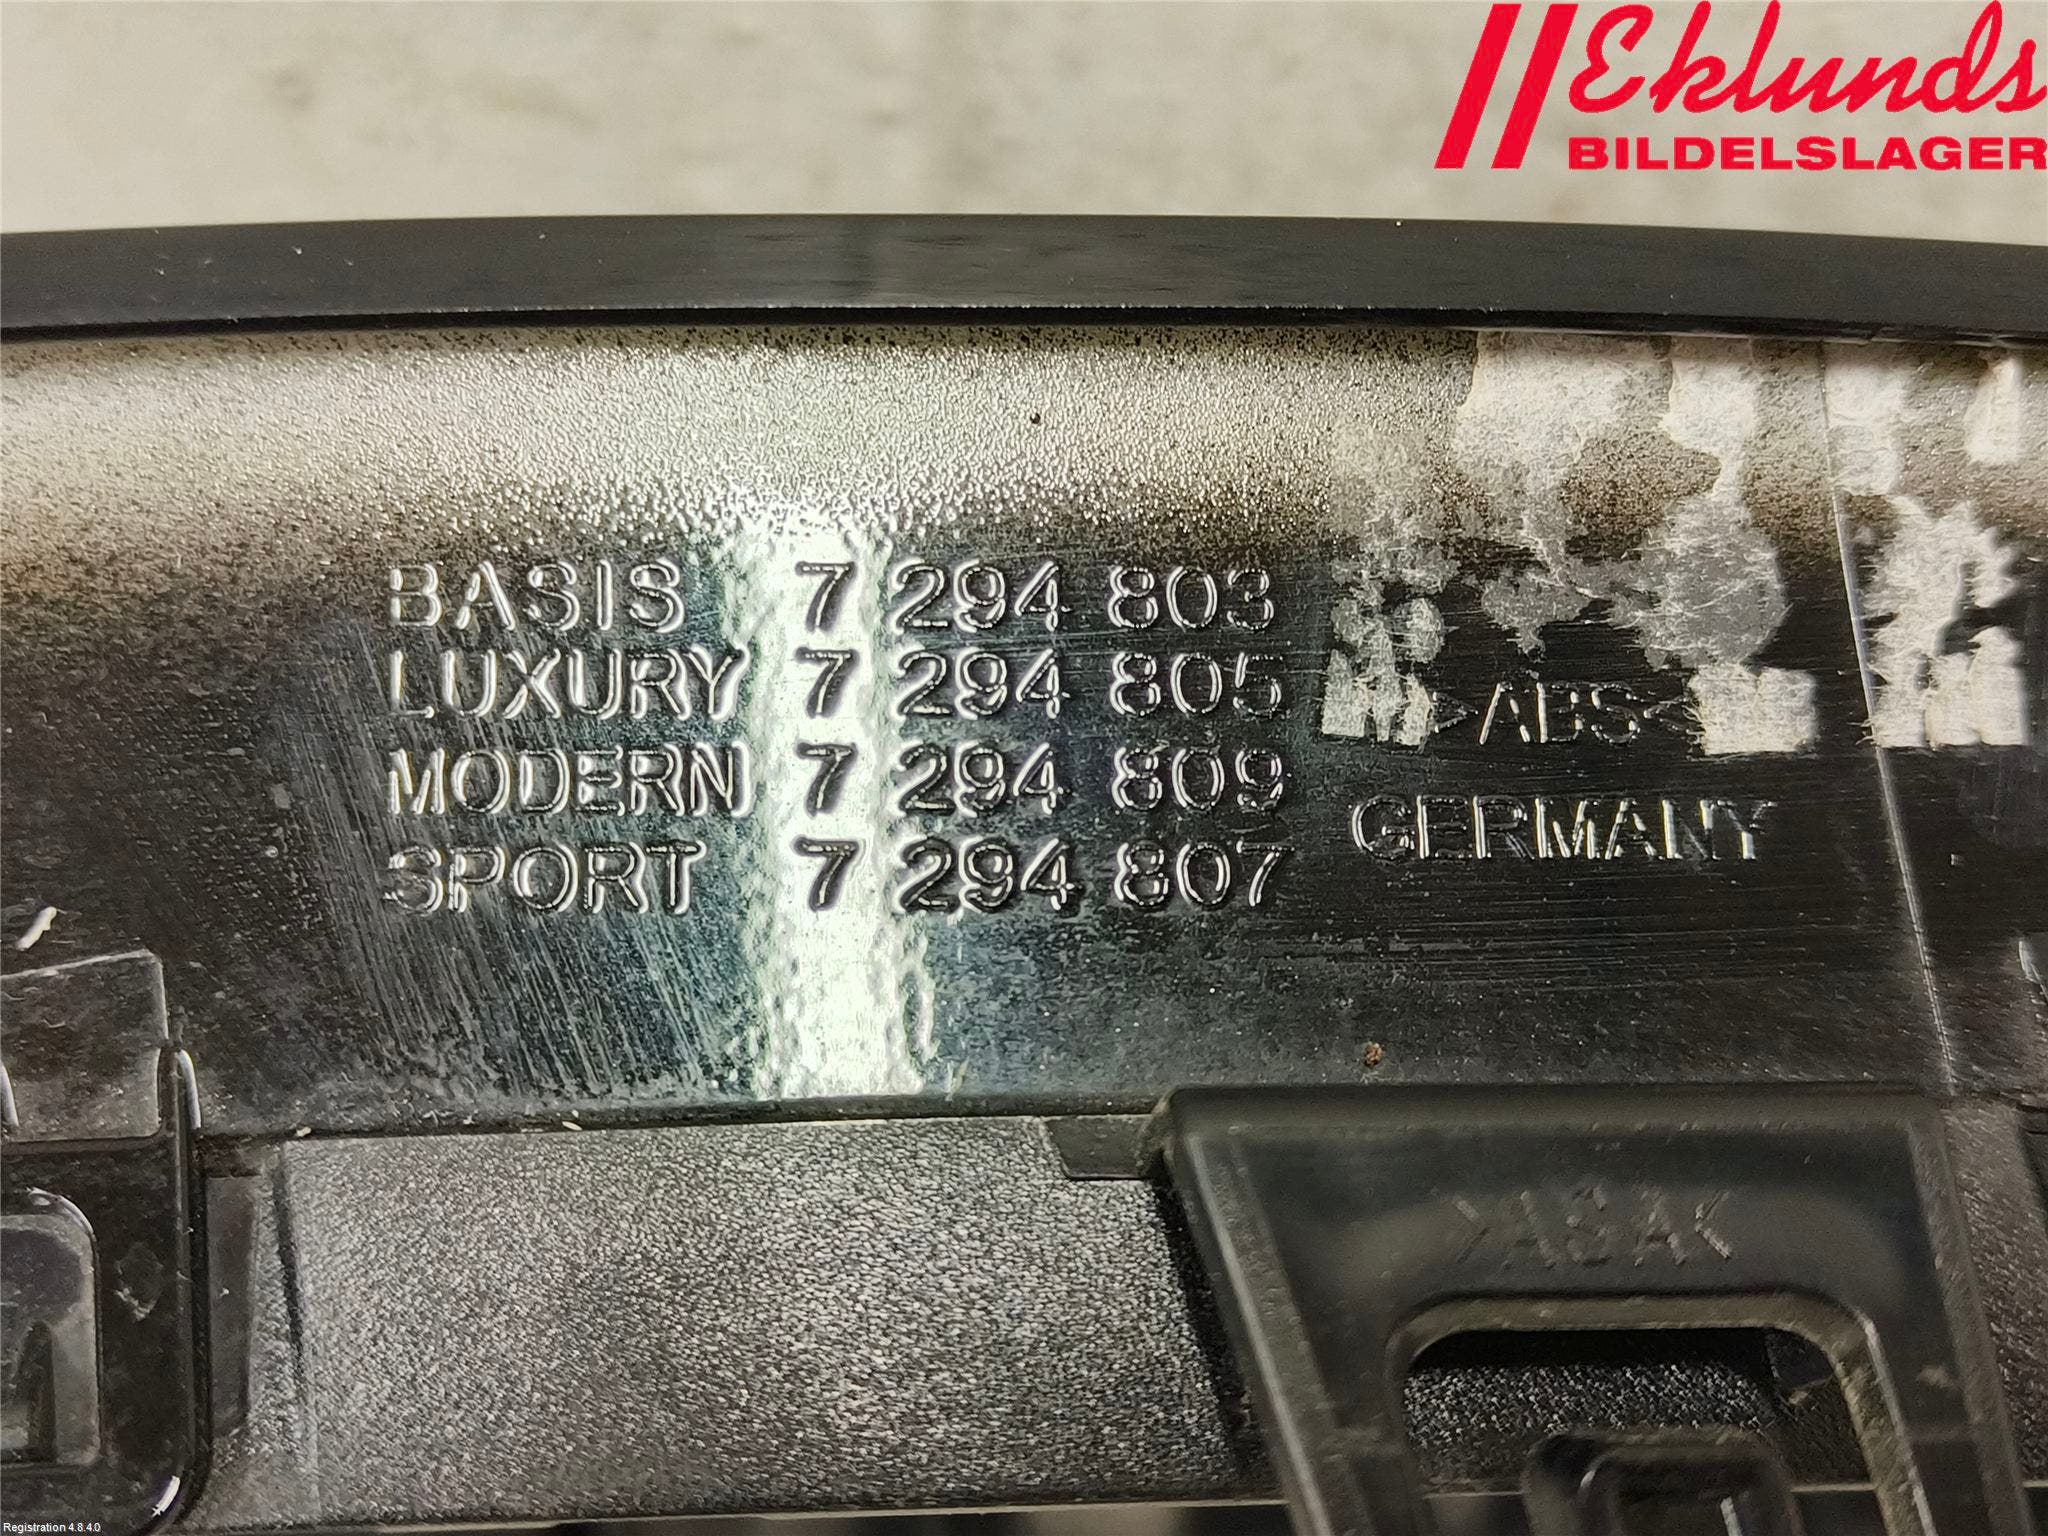 Eklunds
BILDELSLAGER
BASIS 7 294 803
LUXURY 7 294 805
MODERN 7 294 809
SPORT 7 294 807
>ABS<
GERMANY
>ASA<
Registration 4.8.4.0